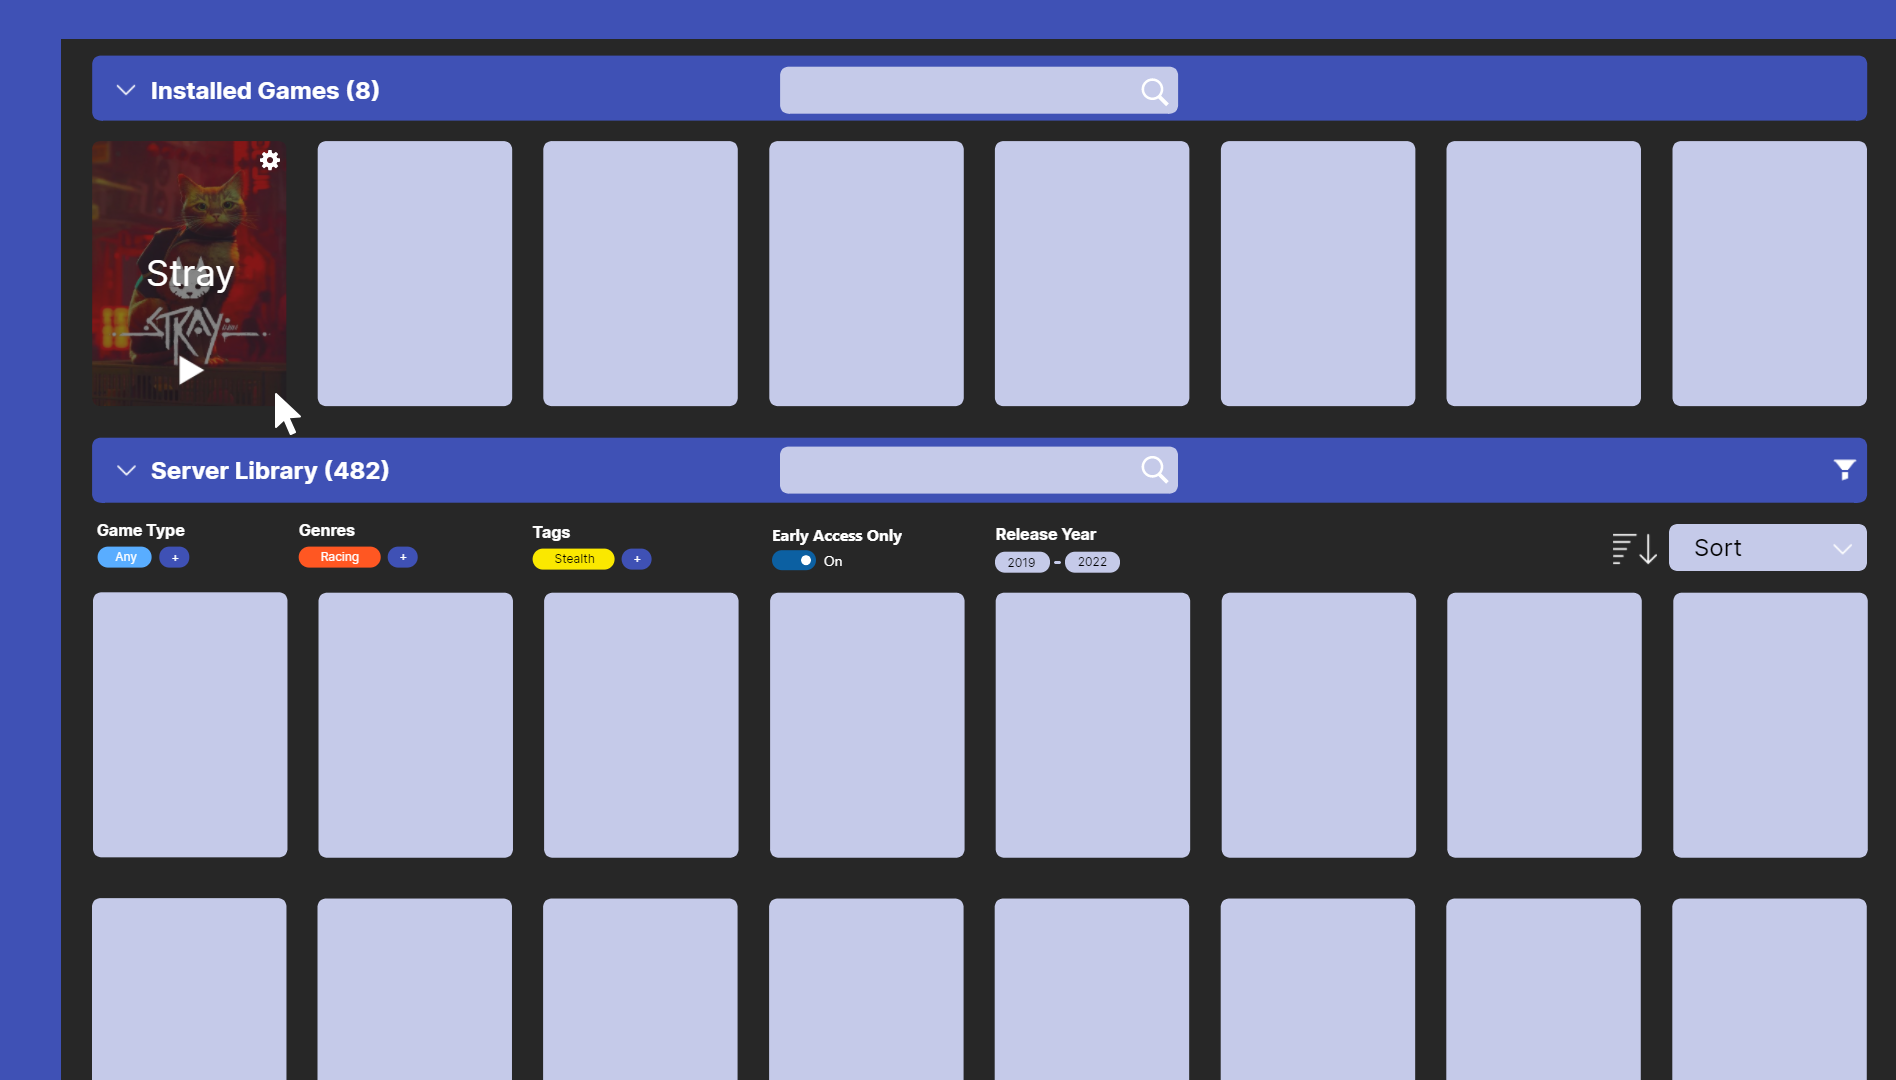 Installed Games (8)
Stray
STRAY
Server Library (482)
Game Type
Any +
Genres
Racing +
Tags
Stealth +
Early Access Only
On
Release Year
2019 - 2022
Sort